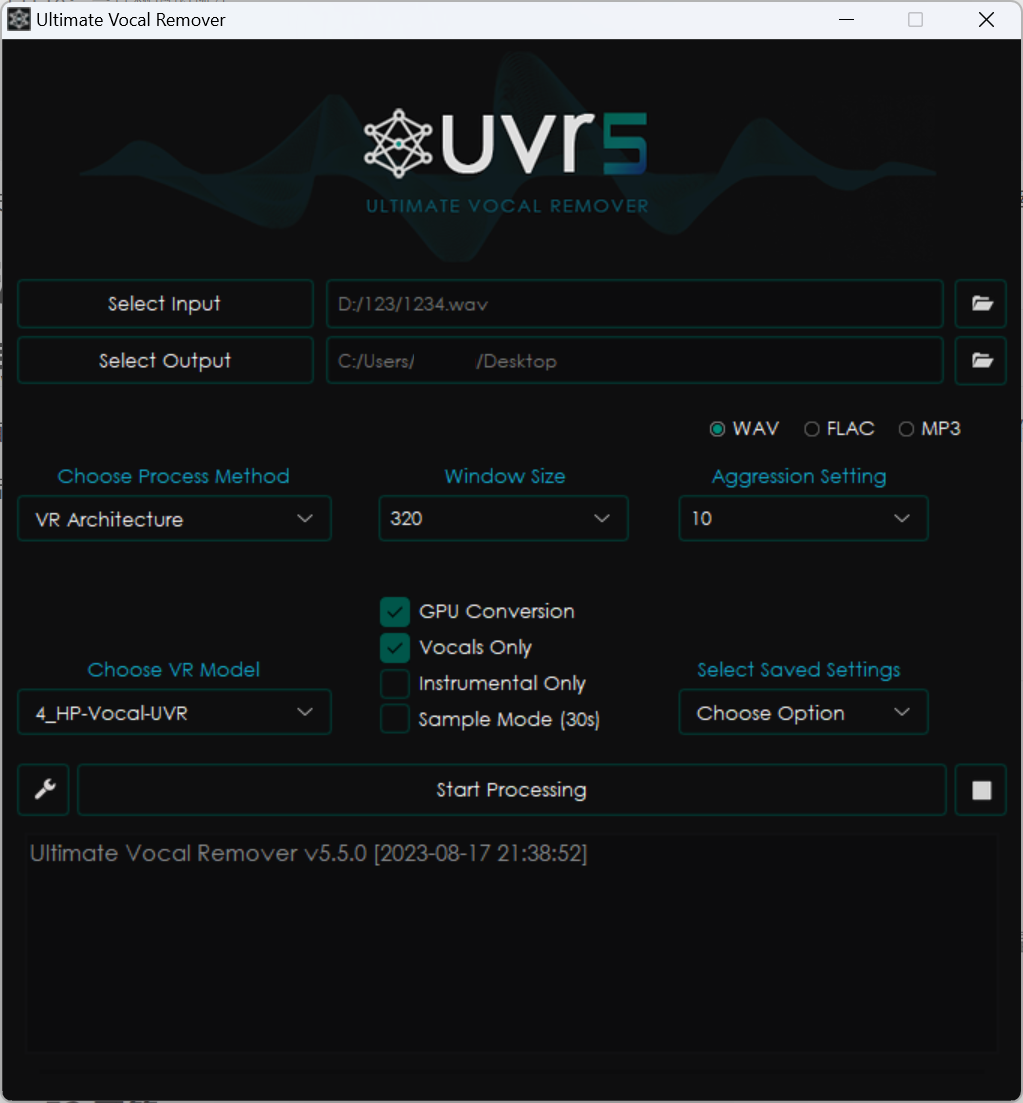 Ultimate Vocal Remover
uvr5
ULTIMATE VOCAL REMOVER
Select Input D:/123/1234.wav
Select Output C:/Users/ /Desktop
WAV FLAC MP3
Choose Process Method Window Size Aggression Setting
VR Architecture 320 10
GPU Conversion
Vocals Only
Choose VR Model Instrumental Only Select Saved Settings
4_HP-Vocal-UVR Sample Mode (30s) Choose Option
Start Processing
Ultimate Vocal Remover v5.5.0 [2023-08-17 21:38:52]